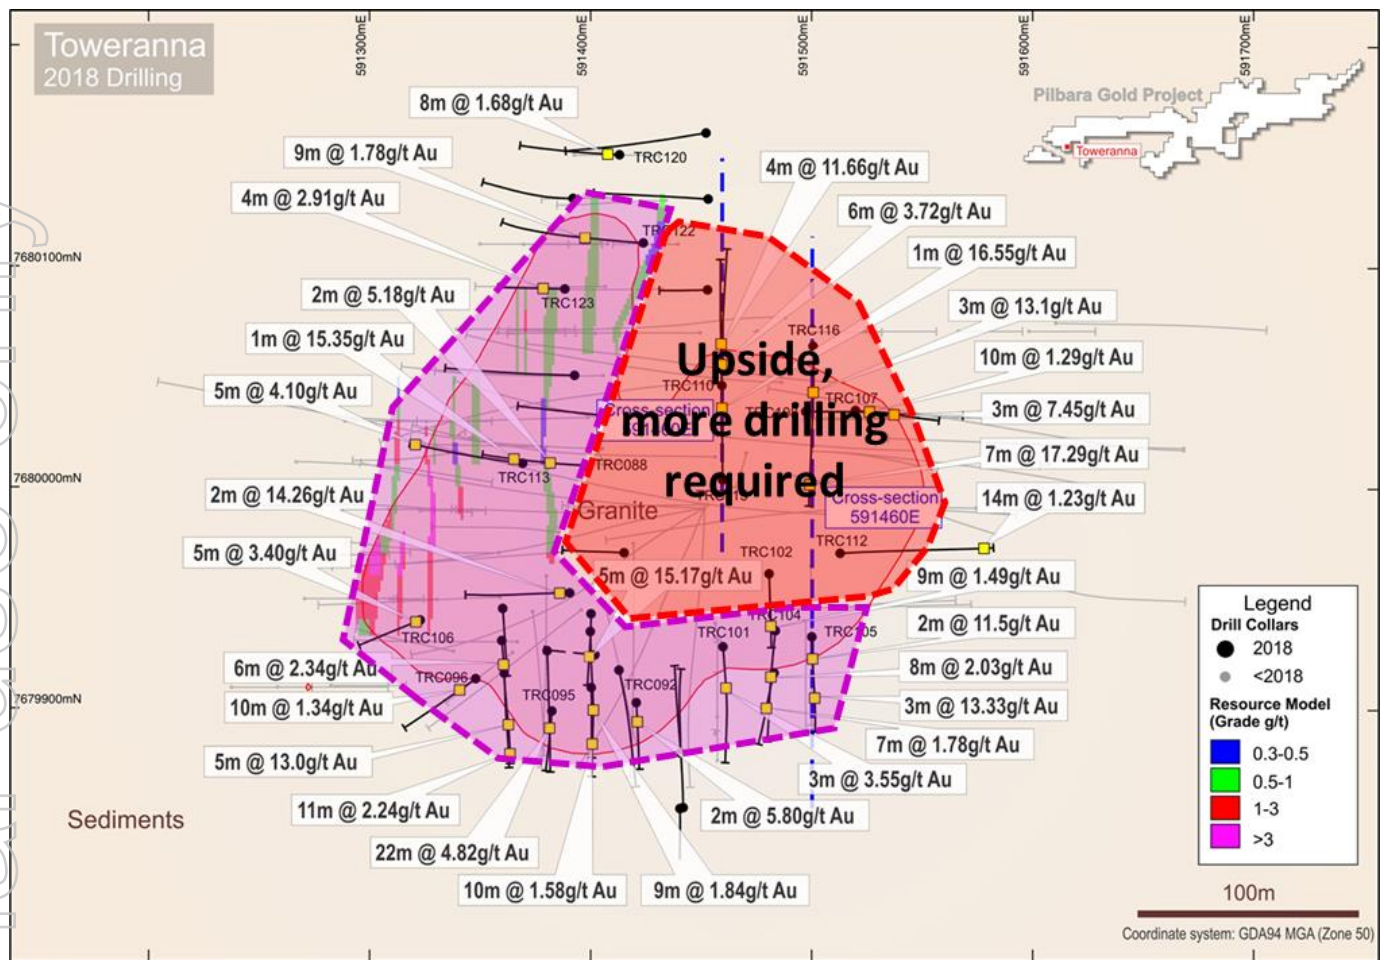 Toweranna
2018 Drilling
591300mE
591400mE
591500mE
591600mE
591700mE
Pilbara Gold Project
Toweranna
8m @ 1.68g/t Au
TRC120
9m @ 1.78g/t Au
4m @ 2.91g/t Au
4m @ 11.66g/t Au
6m @ 3.72g/t Au
1m @ 16.55g/t Au
TRC122
7680100mN
2m @ 5.18g/t Au
TRC123
3m @ 13.1g/t Au
1m @ 15.35g/t Au
TRC116
10m @ 1.29g/t Au
Upside,
more drilling
required
5m @ 4.10g/t Au
TRC110
TRC107
3m @ 7.45g/t Au
Cross-section
7m @ 17.29g/t Au
TRC088
TRC113
7680000mN
2m @ 14.26g/t Au
Cross-section
591460E
14m @ 1.23g/t Au
Granite
5m @ 3.40g/t Au
TRC102
TRC112
5m @ 15.17g/t Au
9m @ 1.49g/t Au
TRC106
TRC104
TRC101
TRC105
2m @ 11.5g/t Au
6m @ 2.34g/t Au
TRC096
8m @ 2.03g/t Au
10m @ 1.34g/t Au
TRC095
TRC092
7679900mN
3m @ 13.33g/t Au
7m @ 1.78g/t Au
5m @ 13.0g/t Au
3m @ 3.55g/t Au
11m @ 2.24g/t Au
2m @ 5.80g/t Au
Sediments
22m @ 4.82g/t Au
10m @ 1.58g/t Au
9m @ 1.84g/t Au
Legend
Drill Collars
2018
<2018
Resource Model
(Grade g/t)
0.3-0.5
0.5-1
1-3
>3
100m
Coordinate system: GDA94 MGA (Zone 50)